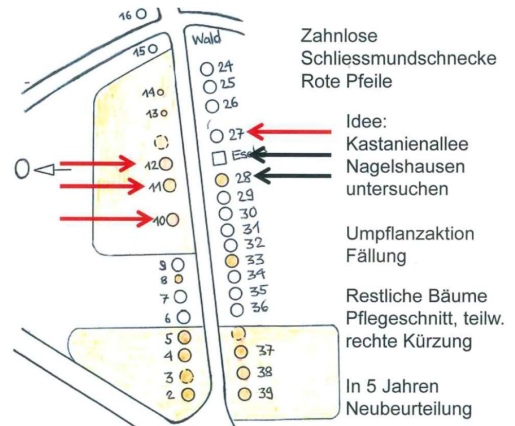 16
Wald
15
24
25
26
14
13
27
Es
12
11
28
10
29
30
31
32
33
34
35
36
9
8
7
6
5
4
3
2
37
38
39
O
Zahnlose
Schliessmundschnecke
Rote Pfeile
Idee:
Kastanienallee
Nagelshausen
untersuchen
Umpflanzaktion
Fällung
Restliche Bäume
Pflegeschnitt, teilw.
rechte Kürzung
In 5 Jahren
Neubeurteilung